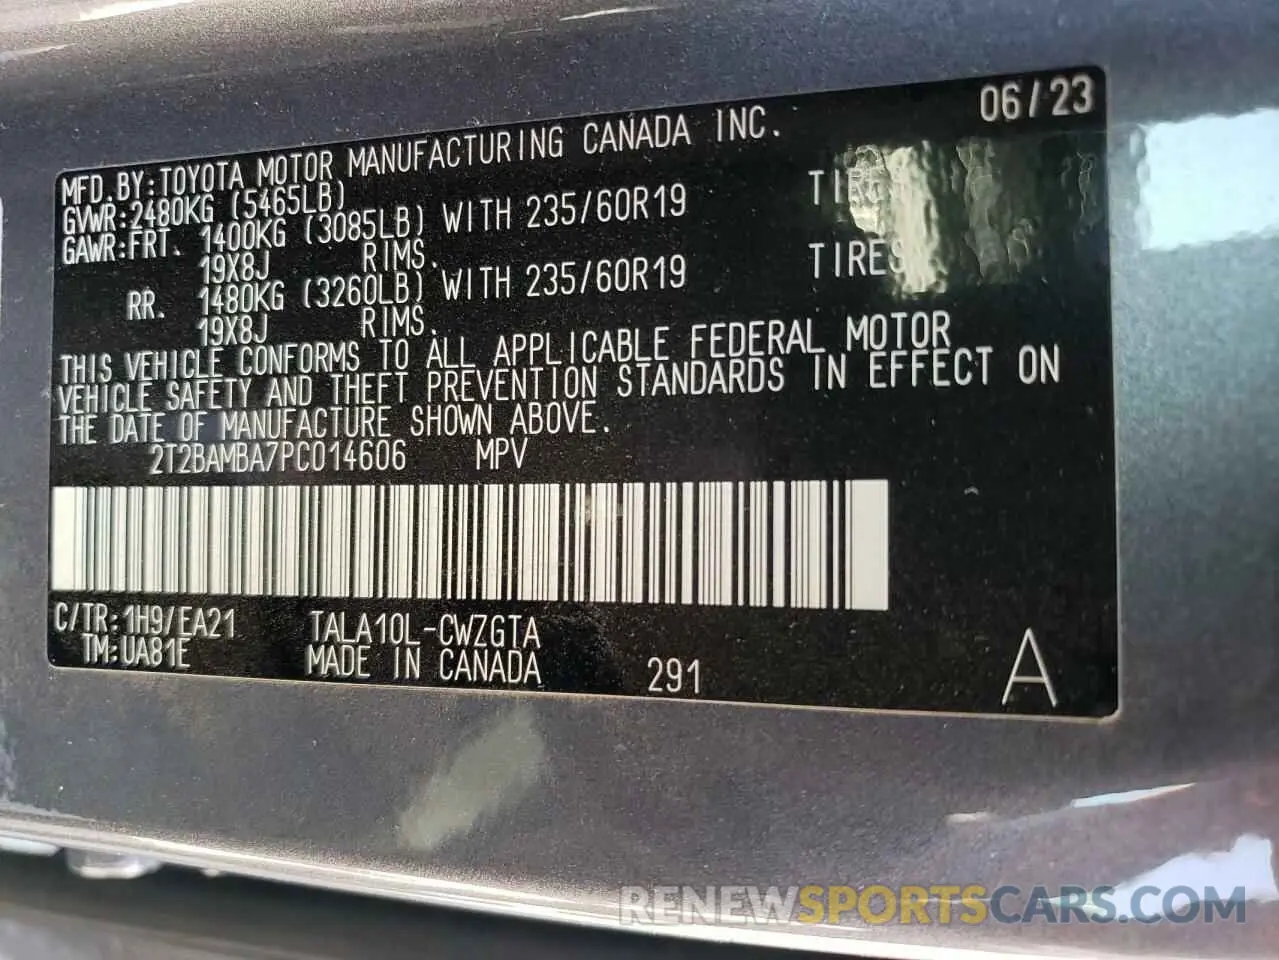 06/23
MFD.BY:TOYOTA MOTOR MANUFACTURING CANADA INC.
GVWR:2480KG (5465LB)
GAWR:FRT. 1400KG (3085LB) WITH 235/60R19 TIRES
19X8J RIMS.
RR. 1480KG (3260LB) WITH 235/60R19 TIRES
19X8J RIMS.
THIS VEHICLE CONFORMS TO ALL APPLICABLE FEDERAL MOTOR
VEHICLE SAFETY AND THEFT PREVENTION STANDARDS IN EFFECT ON
THE DATE OF MANUFACTURE SHOWN ABOVE.
2T2BAMBA7PC014606 MPV
C/TR:1H9/EA21 TALA10L-CWZGTA
TM:UA81E MADE IN CANADA 291 A
RENEWSPORTSCARS.COM